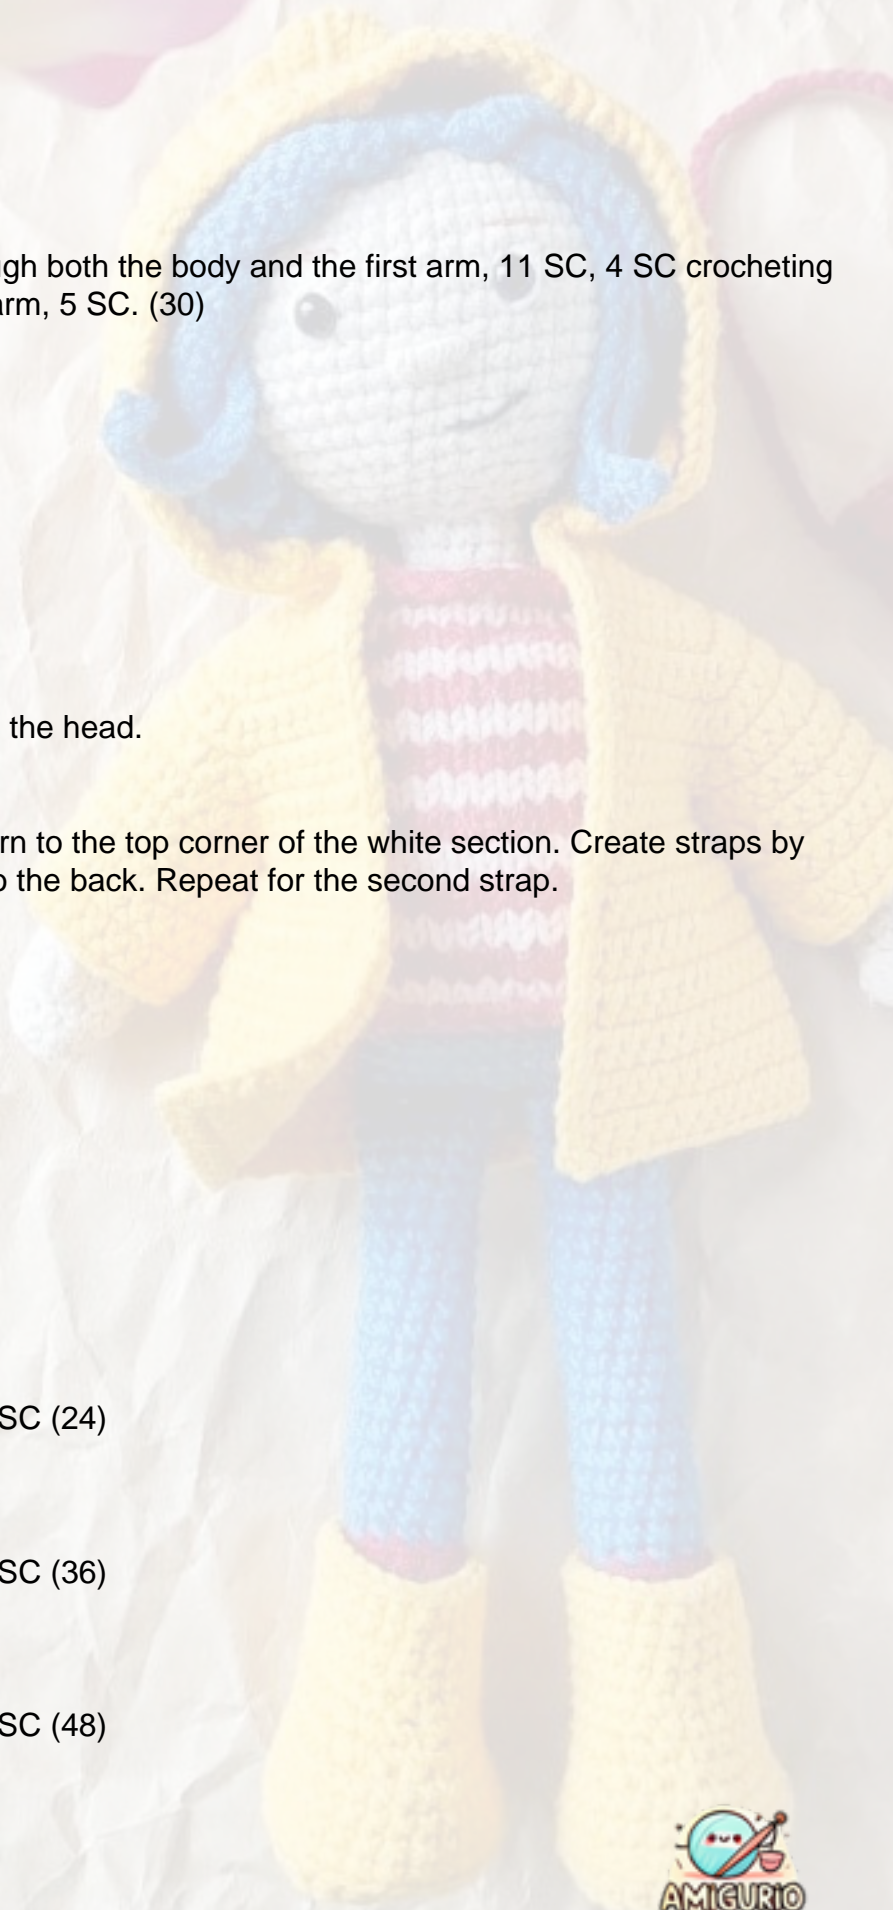 gh both the body and the first arm, 11 SC, 4 SC crocheting
arm, 5 SC. (30)
the head.
rn to the top corner of the white section. Create straps by
o the back. Repeat for the second strap.
SC (24)
SC (36)
SC (48)
AMIGURIO